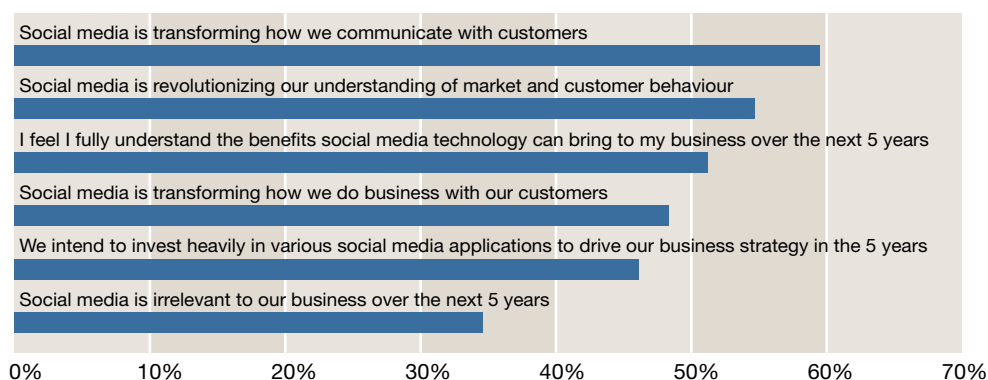 Social media is transforming how we communicate with customers
Social media is revolutionizing our understanding of market and customer behaviour
I feel I fully understand the benefits social media technology can bring to my business over the next 5 years
Social media is transforming how we do business with our customers
We intend to invest heavily in various social media applications to drive our business strategy in the 5 years
Social media is irrelevant to our business over the next 5 years
0% 10% 20% 30% 40% 50% 60% 70%